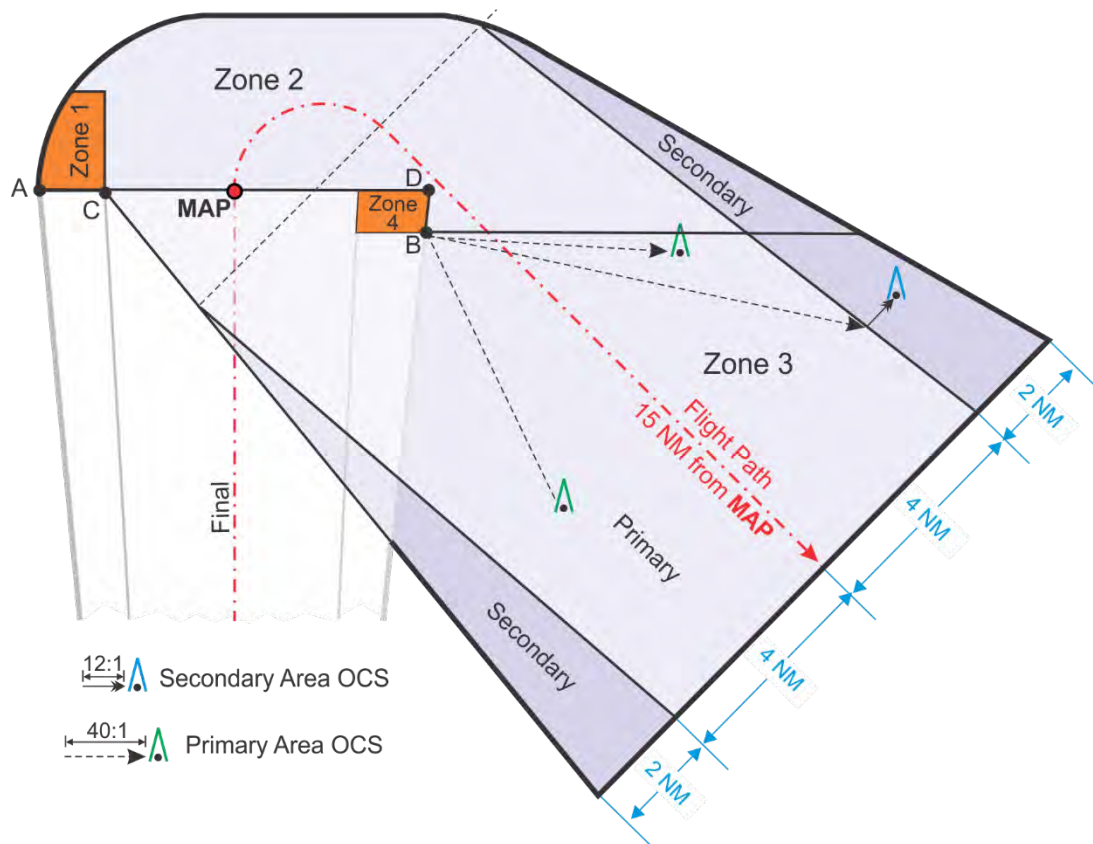 Zone 2
Zone 1
Secondary
A
C
MAP
D
Zone
4
B
Zone 3
Final
Flight Path
15 NM from MAP
Primary
Secondary
2 NM
4 NM
4 NM
2 NM
12:1
Secondary Area OCS
40:1
Primary Area OCS